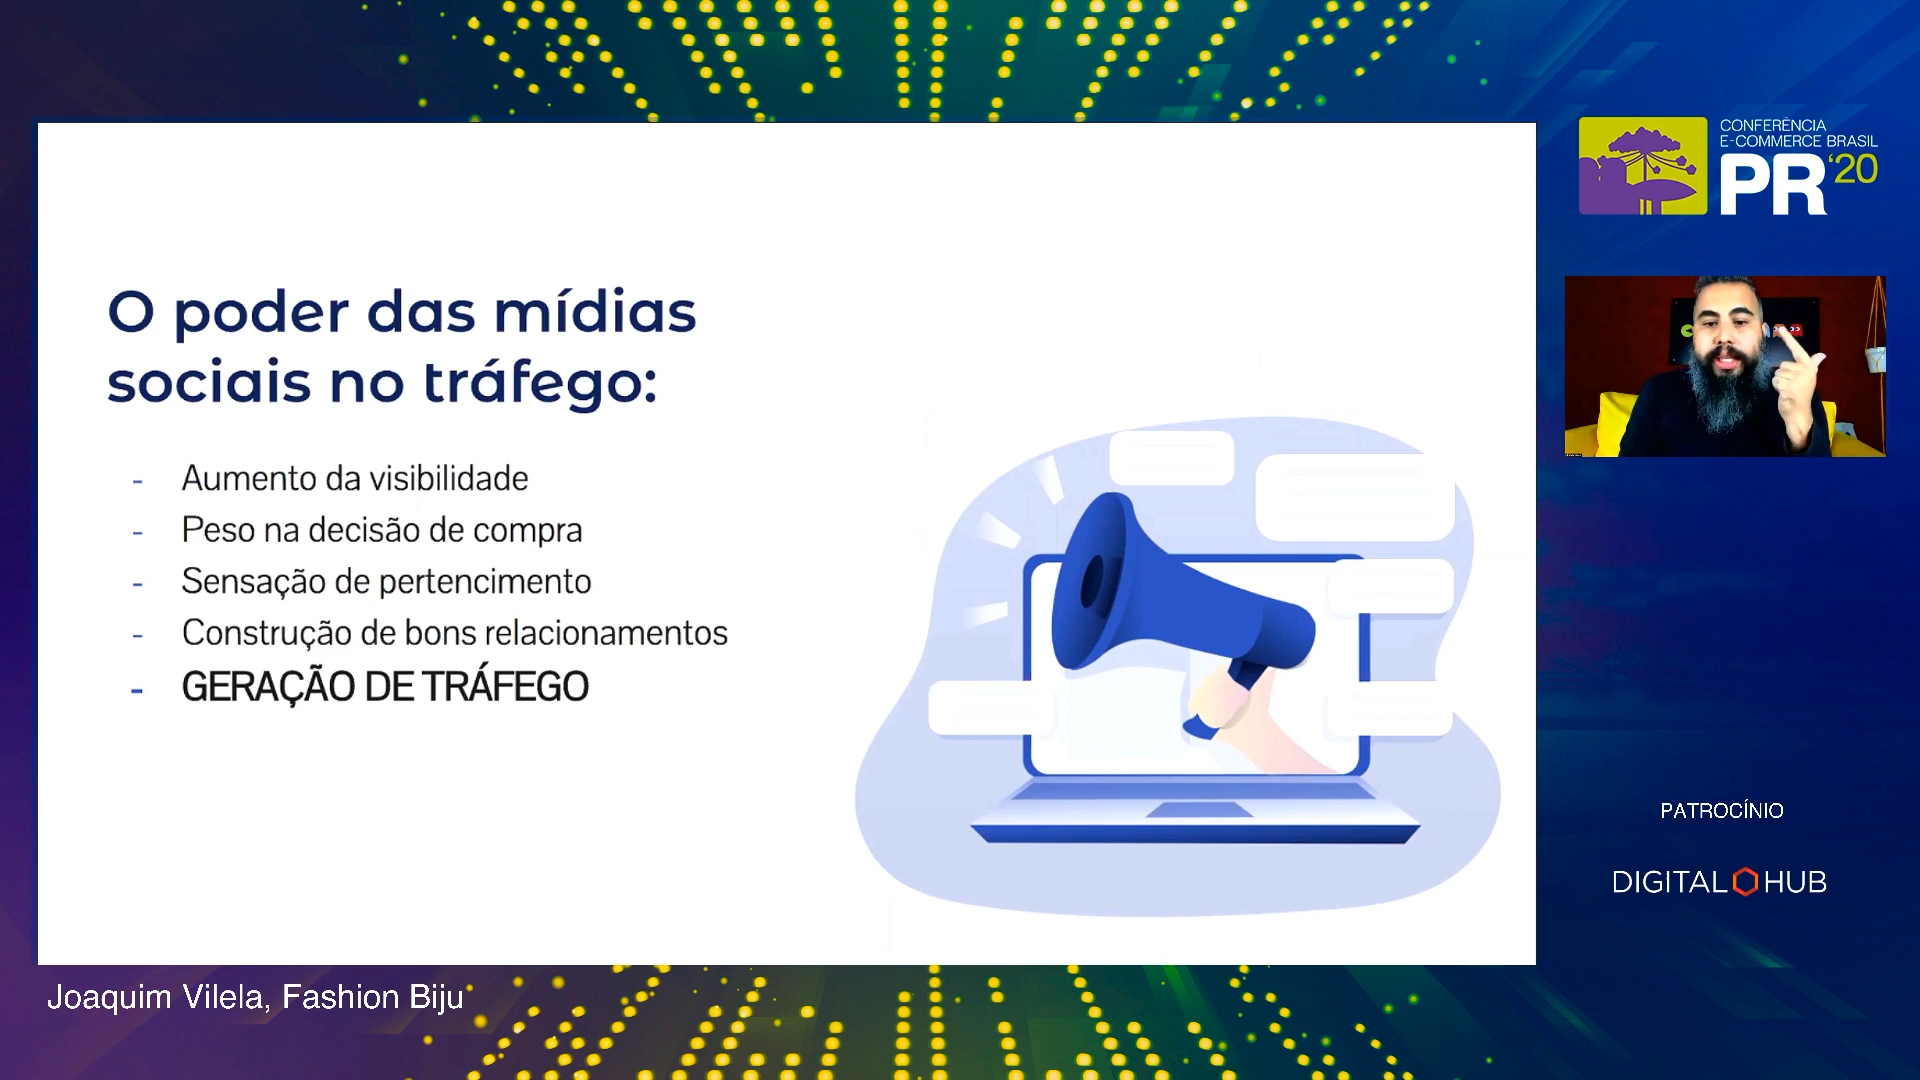 CONFERÊNCIA
E-COMMERCE BRASIL
PR'20
O poder das mídias
sociais no tráfego:
- Aumento da visibilidade
- Peso na decisão de compra
- Sensação de pertencimento
- Construção de bons relacionamentos
- GERAÇÃO DE TRÁFEGO
PATROCÍNIO
DIGITAL HUB
Joaquim Vilela, Fashion Biju